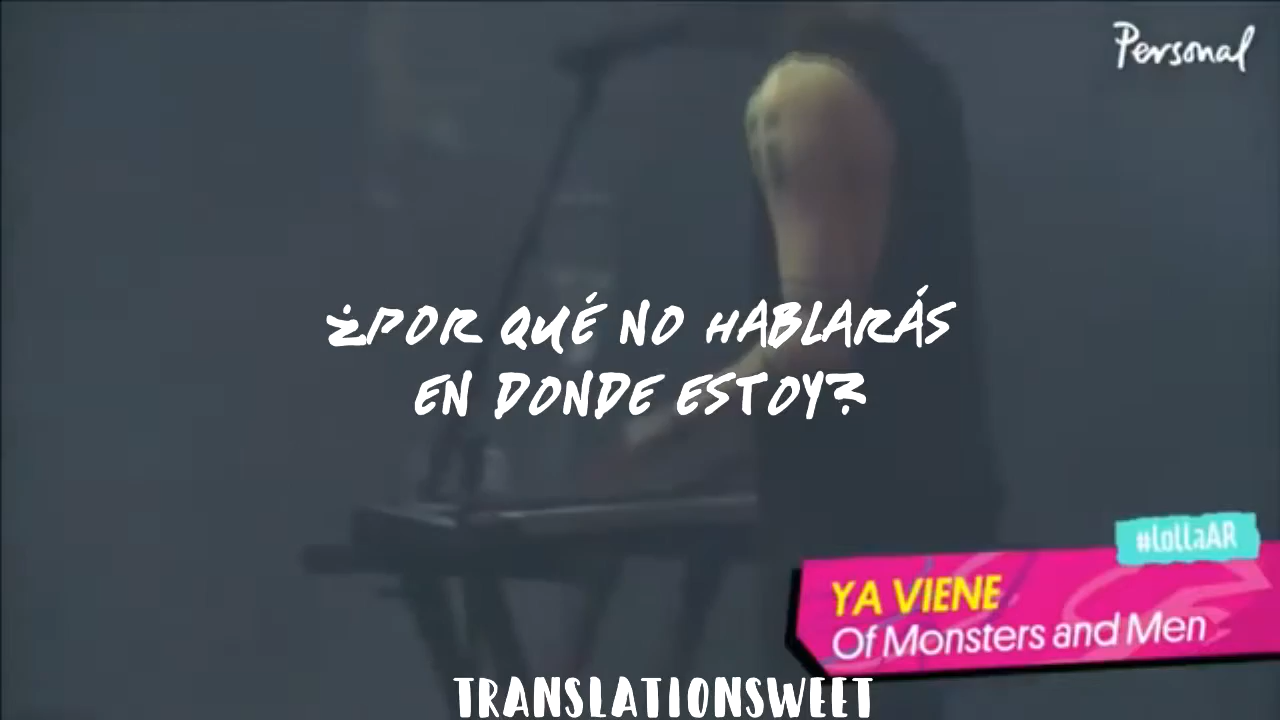 Personal
¿POR QUÉ NO HABLARÁS
EN DONDE ESTOY?
#LollaAR
YA VIENE
Of Monsters and Men
TRANSLATIONSWEET